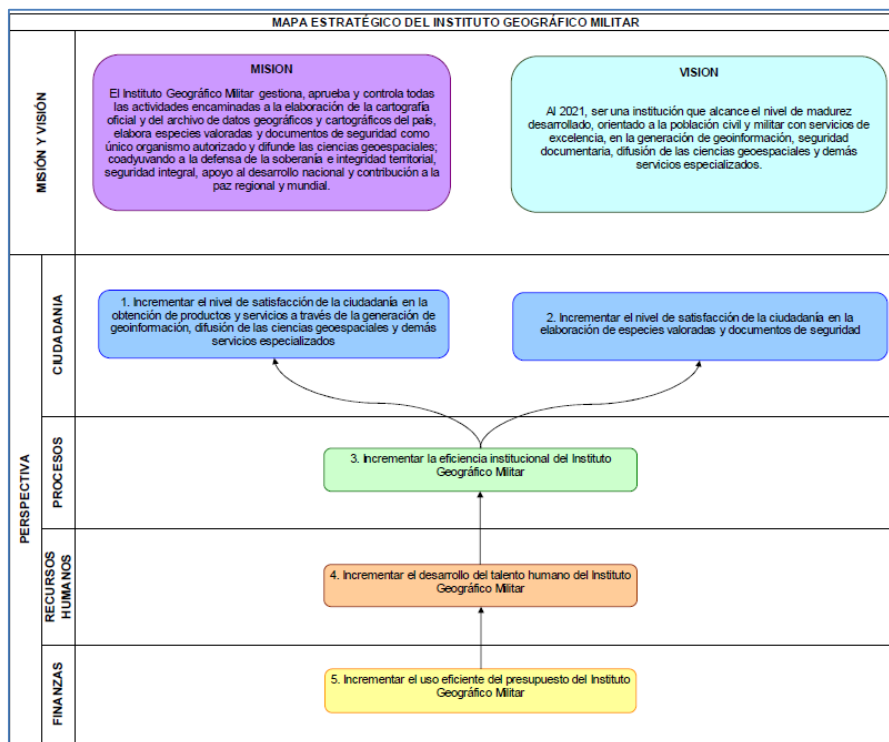 MAPA ESTRATÉGICO DEL INSTITUTO GEOGRÁFICO MILITAR
MISIÓN Y VISIÓN
MISION
El Instituto Geográfico Militar gestiona, aprueba y controla todas
las actividades encaminadas a la elaboración de la cartografía
oficial y del archivo de datos geográficos y cartográficos del país,
elabora especies valoradas y documentos de seguridad como
único organismo autorizado y difunde las ciencias geoespaciales;
coadyuvando a la defensa de la soberanía e integridad territorial,
seguridad integral, apoyo al desarrollo nacional y contribución a la
paz regional y mundial.
VISION
Al 2021, ser una institución que alcance el nivel de madurez
desarrollado, orientado a la población civil y militar con servicios de
excelencia, en la generación de geoinformación, seguridad
documentaria, difusión de las ciencias geoespaciales y demás
servicios especializados.
PERSPECTIVA
CIUDADANIA
1. Incrementar el nivel de satisfacción de la ciudadanía en la
obtención de productos y servicios a través de la generación de
geoinformación, difusión de las ciencias geoespaciales y demás
servicios especializados
2. Incrementar el nivel de satisfacción de la ciudadanía en la
elaboración de especies valoradas y documentos de seguridad
PROCESOS
3. Incrementar la eficiencia institucional del Instituto
Geográfico Militar
RECURSOS
HUMANOS
4. Incrementar el desarrollo del talento humano del Instituto
Geográfico Militar
FINANZAS
5. Incrementar el uso eficiente del presupuesto del Instituto
Geográfico Militar